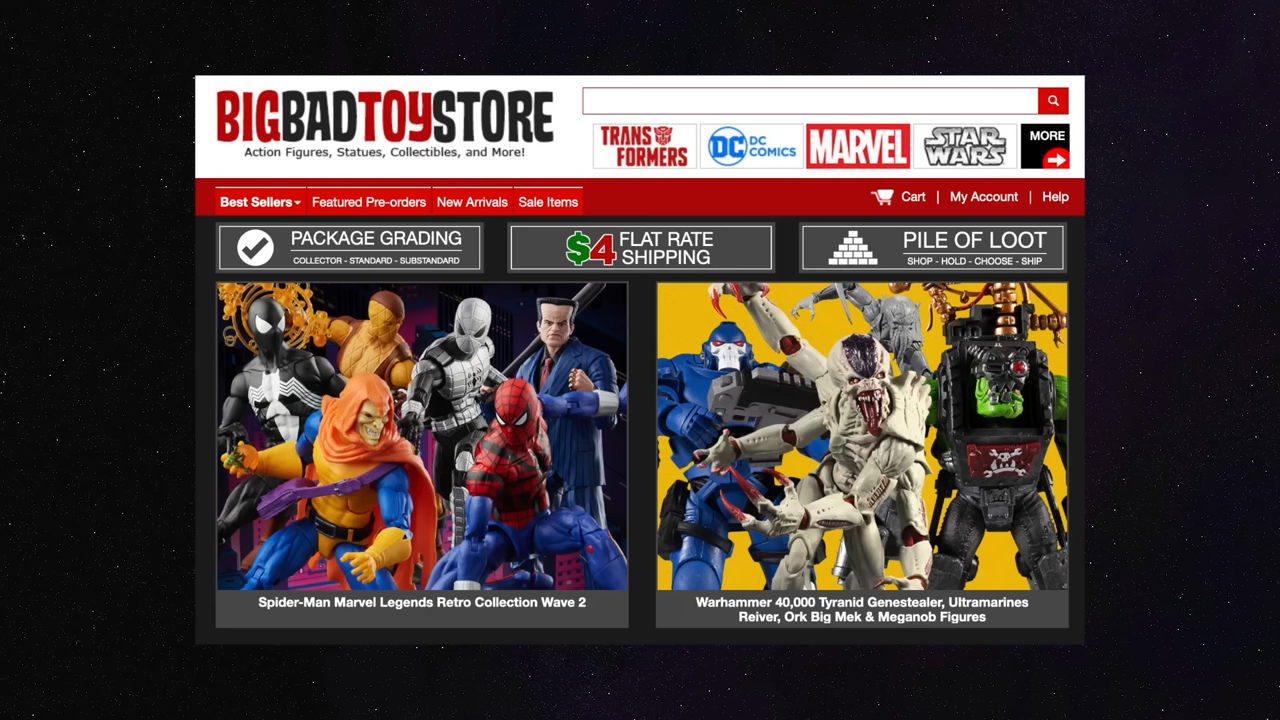 BIGBADTOYSTORE
Action Figures, Statues, Collectibles, and More!
TRANSFORMERS
DC DC COMICS
MARVEL
STAR WARS
MORE
Best Sellers
Featured Pre-orders
New Arrivals
Sale Items
Cart | My Account | Help
PACKAGE GRADING
COLLECTOR - STANDARD - SUBSTANDARD
$4 FLAT RATE
SHIPPING
PILE OF LOOT
SHOP - HOLD - CHOOSE - SHIP
Spider-Man Marvel Legends Retro Collection Wave 2
Warhammer 40,000 Tyranid Genestealer, Ultramarines
Reiver, Ork Big Mek & Meganob Figures